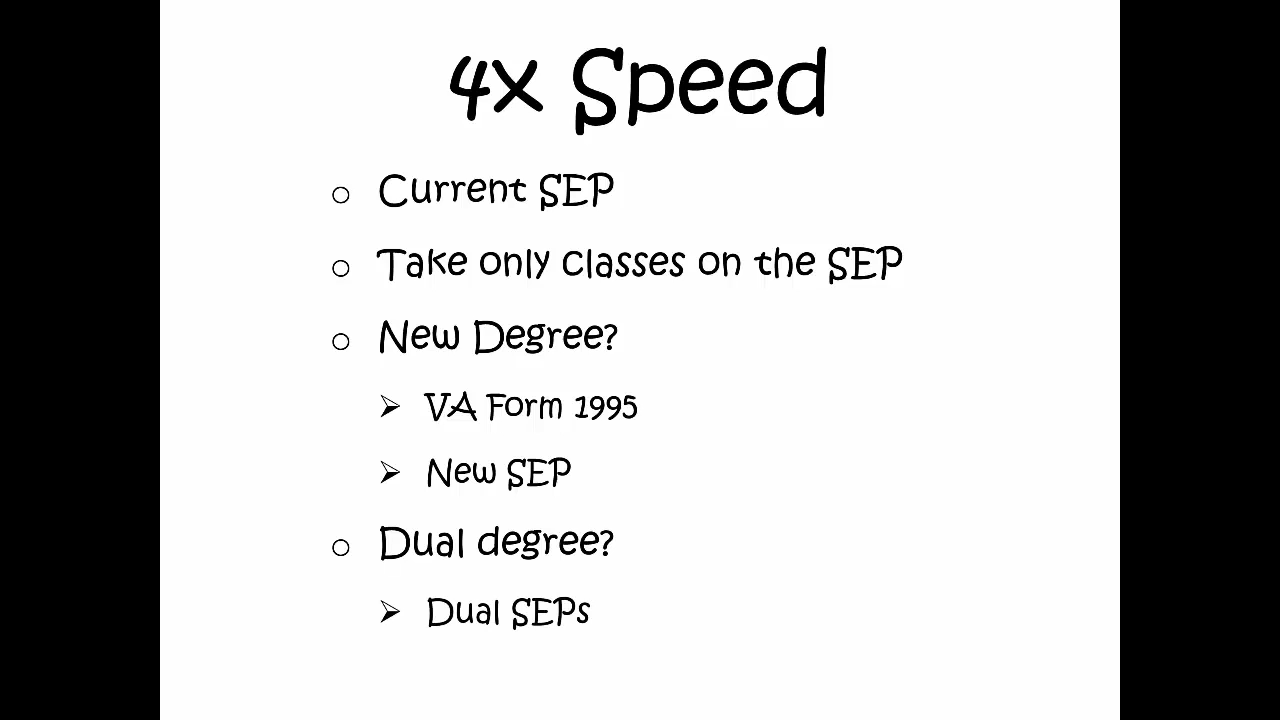 4x Speed
Current SEP
Take only classes on the SEP
New Degree?
VA Form 1995
New SEP
Dual degree?
Dual SEPs